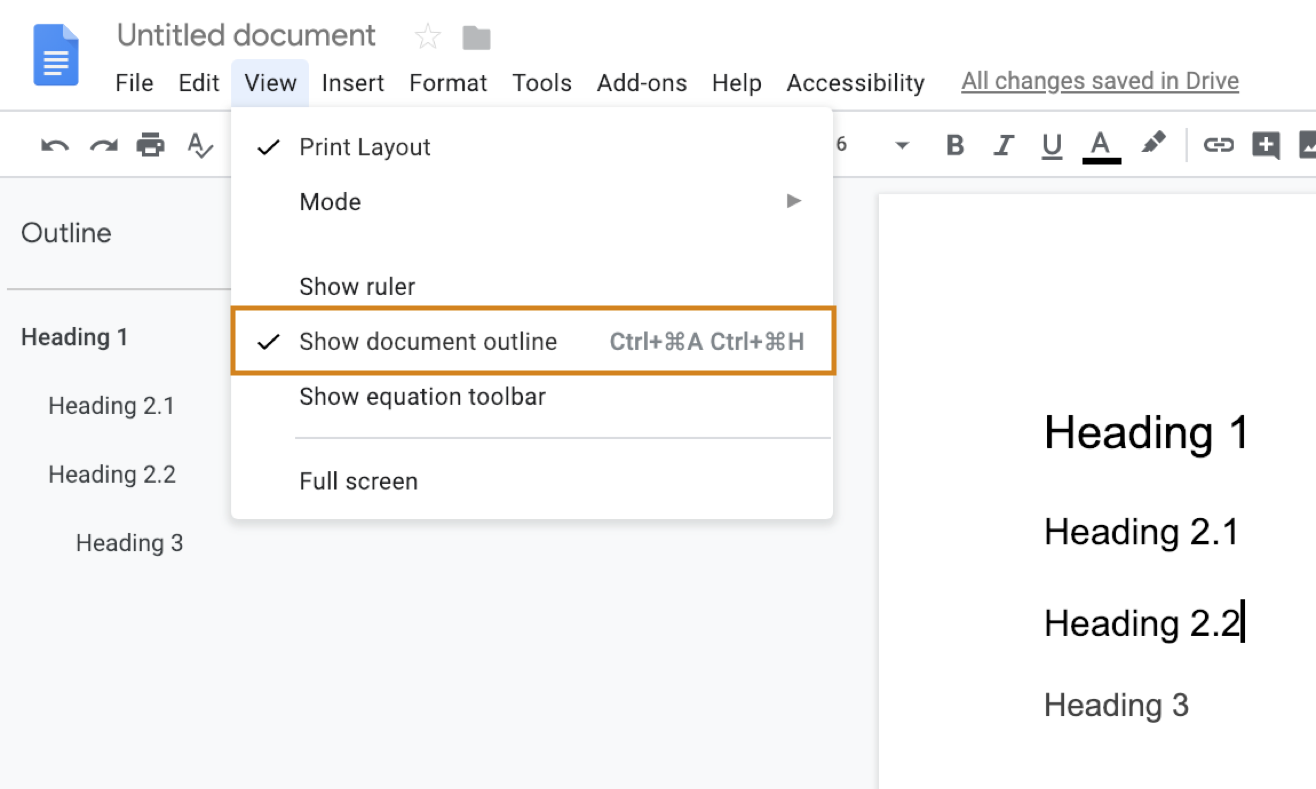 Untitled document
File Edit View Insert Format Tools Add-ons Help Accessibility All changes saved in Drive
6 B I U A
Outline
Heading 1
Heading 2.1
Heading 2.2
Heading 3
✓ Print Layout
Mode ►
Show ruler
✓ Show document outline Ctrl+⌘A Ctrl+⌘H
Show equation toolbar
Full screen
Heading 1
Heading 2.1
Heading 2.2
Heading 3